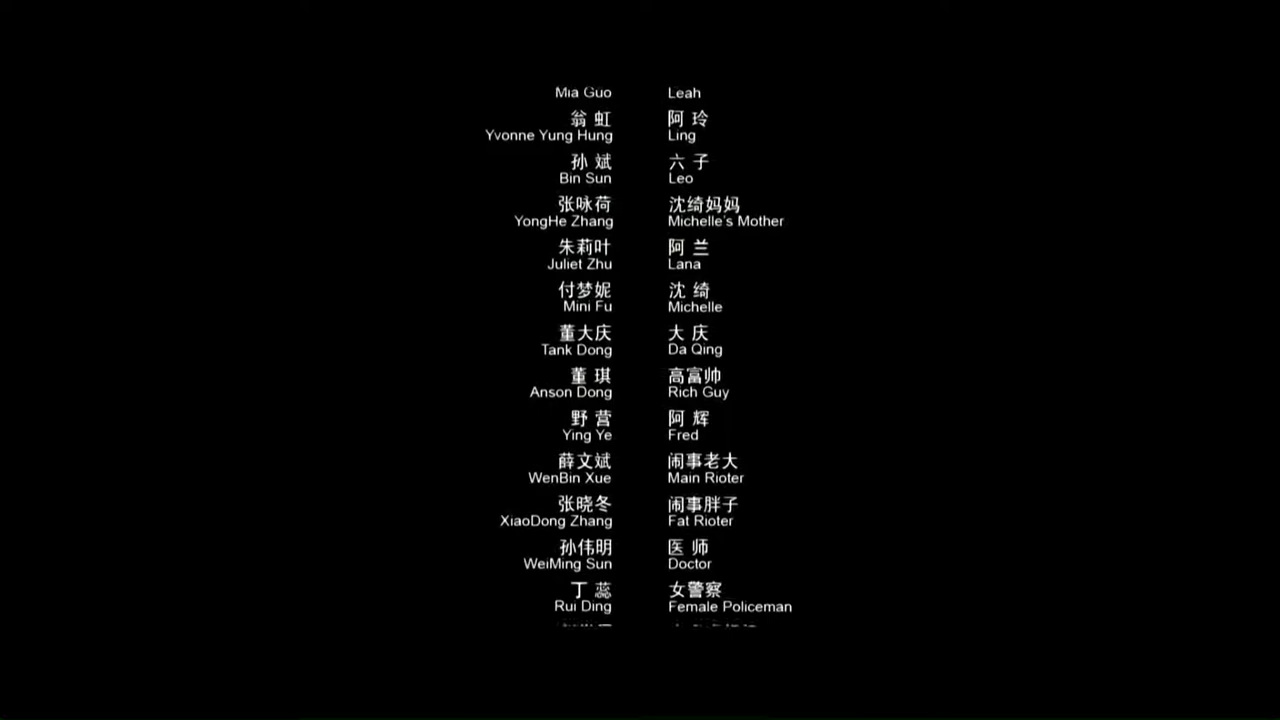 Mia Guo Leah
翁 虹 阿 玲
Yvonne Yung Hung Ling
孙 斌 六 子
Bin Sun Leo
张咏荷 沈绮妈妈
YongHe Zhang Michelle's Mother
朱莉叶 阿 兰
Juliet Zhu Lana
付梦妮 沈 绮
Mini Fu Michelle
董大庆 大 庆
Tank Dong Da Qing
董 琪 高富帅
Anson Dong Rich Guy
野 营 阿 辉
Ying Ye Fred
薛文斌 闹事老大
WenBin Xue Main Rioter
张晓冬 闹事胖子
XiaoDong Zhang Fat Rioter
孙伟明 医 师
WeiMing Sun Doctor
丁 蕊 女警察
Rui Ding Female Policeman